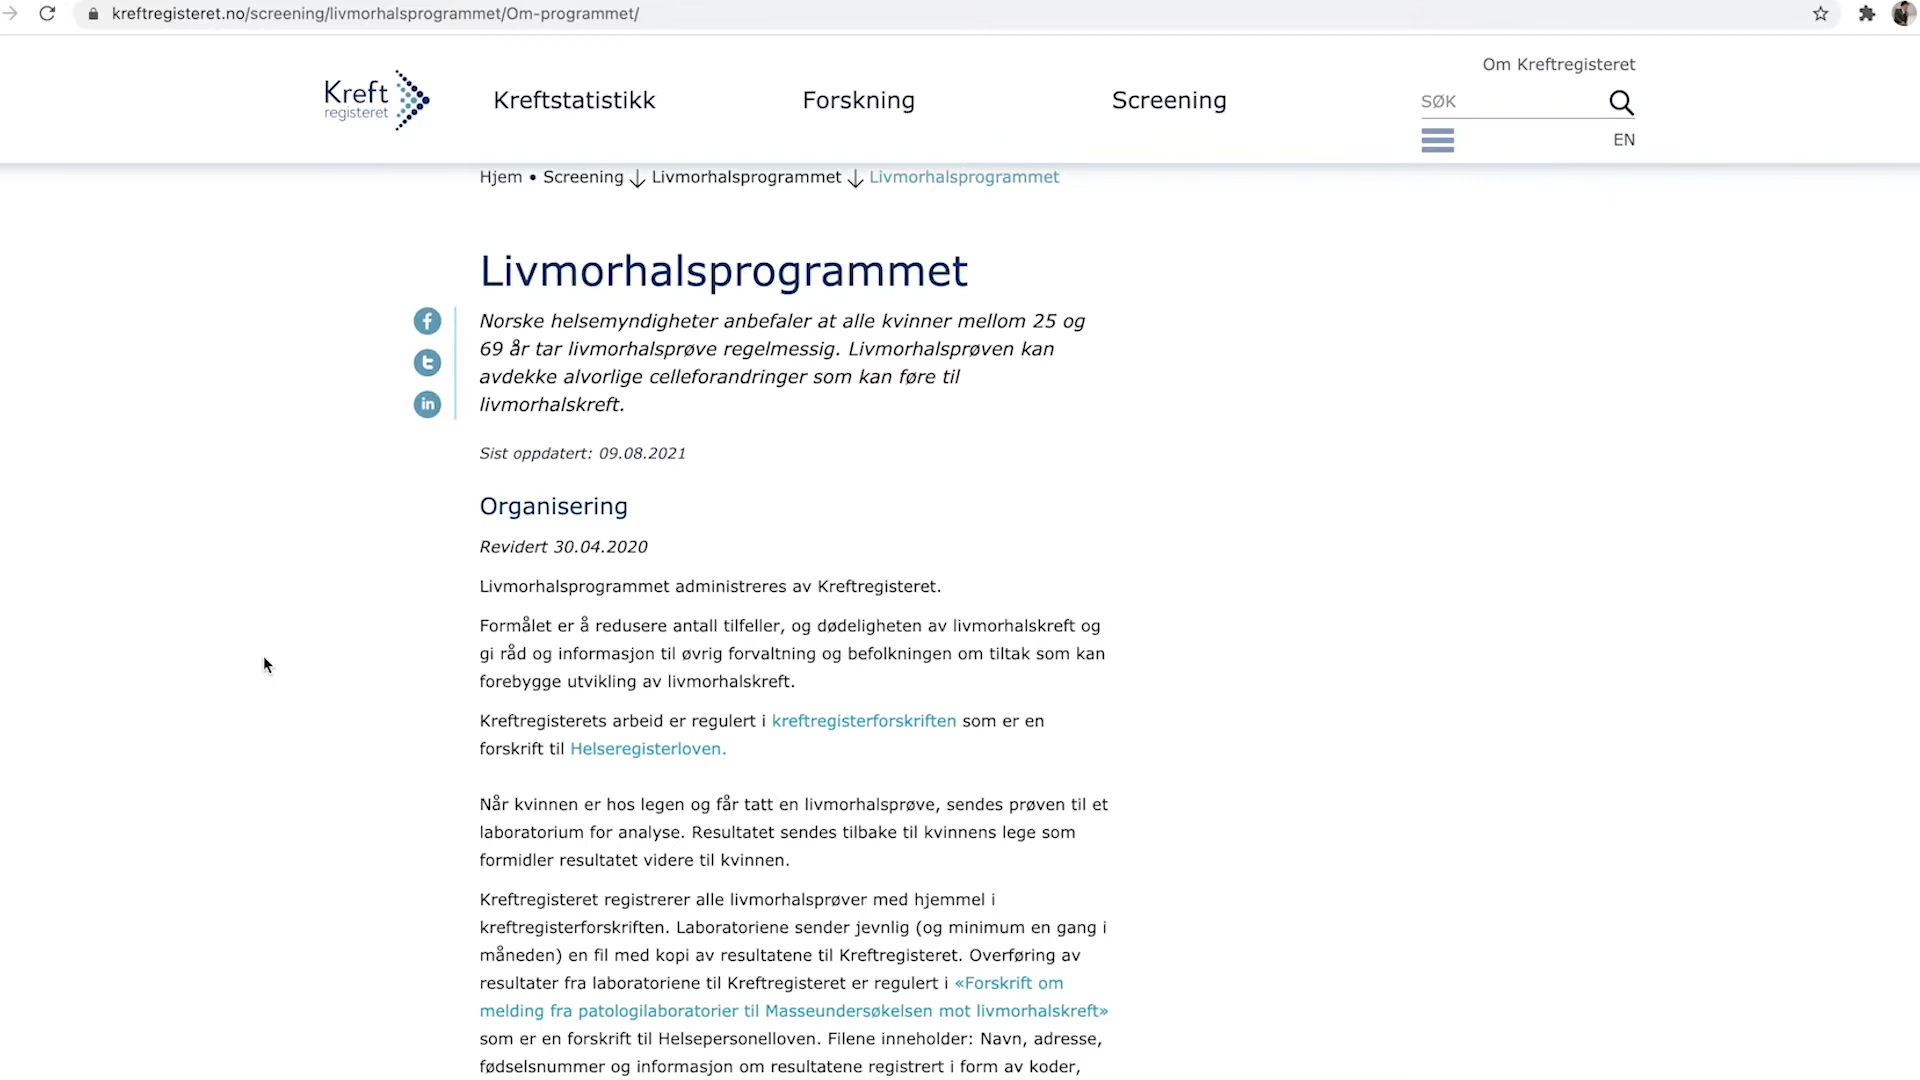 kreftregisteret.no/screening/livmorhalsprogrammet/Om-programmet/
Om Kreftregisteret
Kreft
registeret
Kreftstatistikk
Forskning
Screening
SØK
EN
Hjem • Screening ↓ Livmorhalsprogrammet ↓ Livmorhalsprogrammet
Livmorhalsprogrammet
Norske helsemyndigheter anbefaler at alle kvinner mellom 25 og
69 år tar livmorhalsprøve regelmessig. Livmorhalsprøven kan
avdekke alvorlige celleforandringer som kan føre til
livmorhalskreft.
Sist oppdatert: 09.08.2021
Organisering
Revidert 30.04.2020
Livmorhalsprogrammet administreres av Kreftregisteret.
Formålet er å redusere antall tilfeller, og dødeligheten av livmorhalskreft og
gi råd og informasjon til øvrig forvaltning og befolkningen om tiltak som kan
forebygge utvikling av livmorhalskreft.
Kreftregisterets arbeid er regulert i kreftregisterforskriften som er en
forskrift til Helseregisterloven.
Når kvinnen er hos legen og får tatt en livmorhalsprøve, sendes prøven til et
laboratorium for analyse. Resultatet sendes tilbake til kvinnens lege som
formidler resultatet videre til kvinnen.
Kreftregisteret registrerer alle livmorhalsprøver med hjemmel i
kreftregisterforskriften. Laboratoriene sender jevnlig (og minimum en gang i
måneden) en fil med kopi av resultatene til Kreftregisteret. Overføring av
resultater fra laboratoriene til Kreftregisteret er regulert i «Forskrift om
melding fra patologilaboratorier til Masseundersøkelsen mot livmorhalskreft»
som er en forskrift til Helsepersonelloven. Filene inneholder: Navn, adresse,
fødselsnummer og informasjon om resultatene registrert i form av koder,